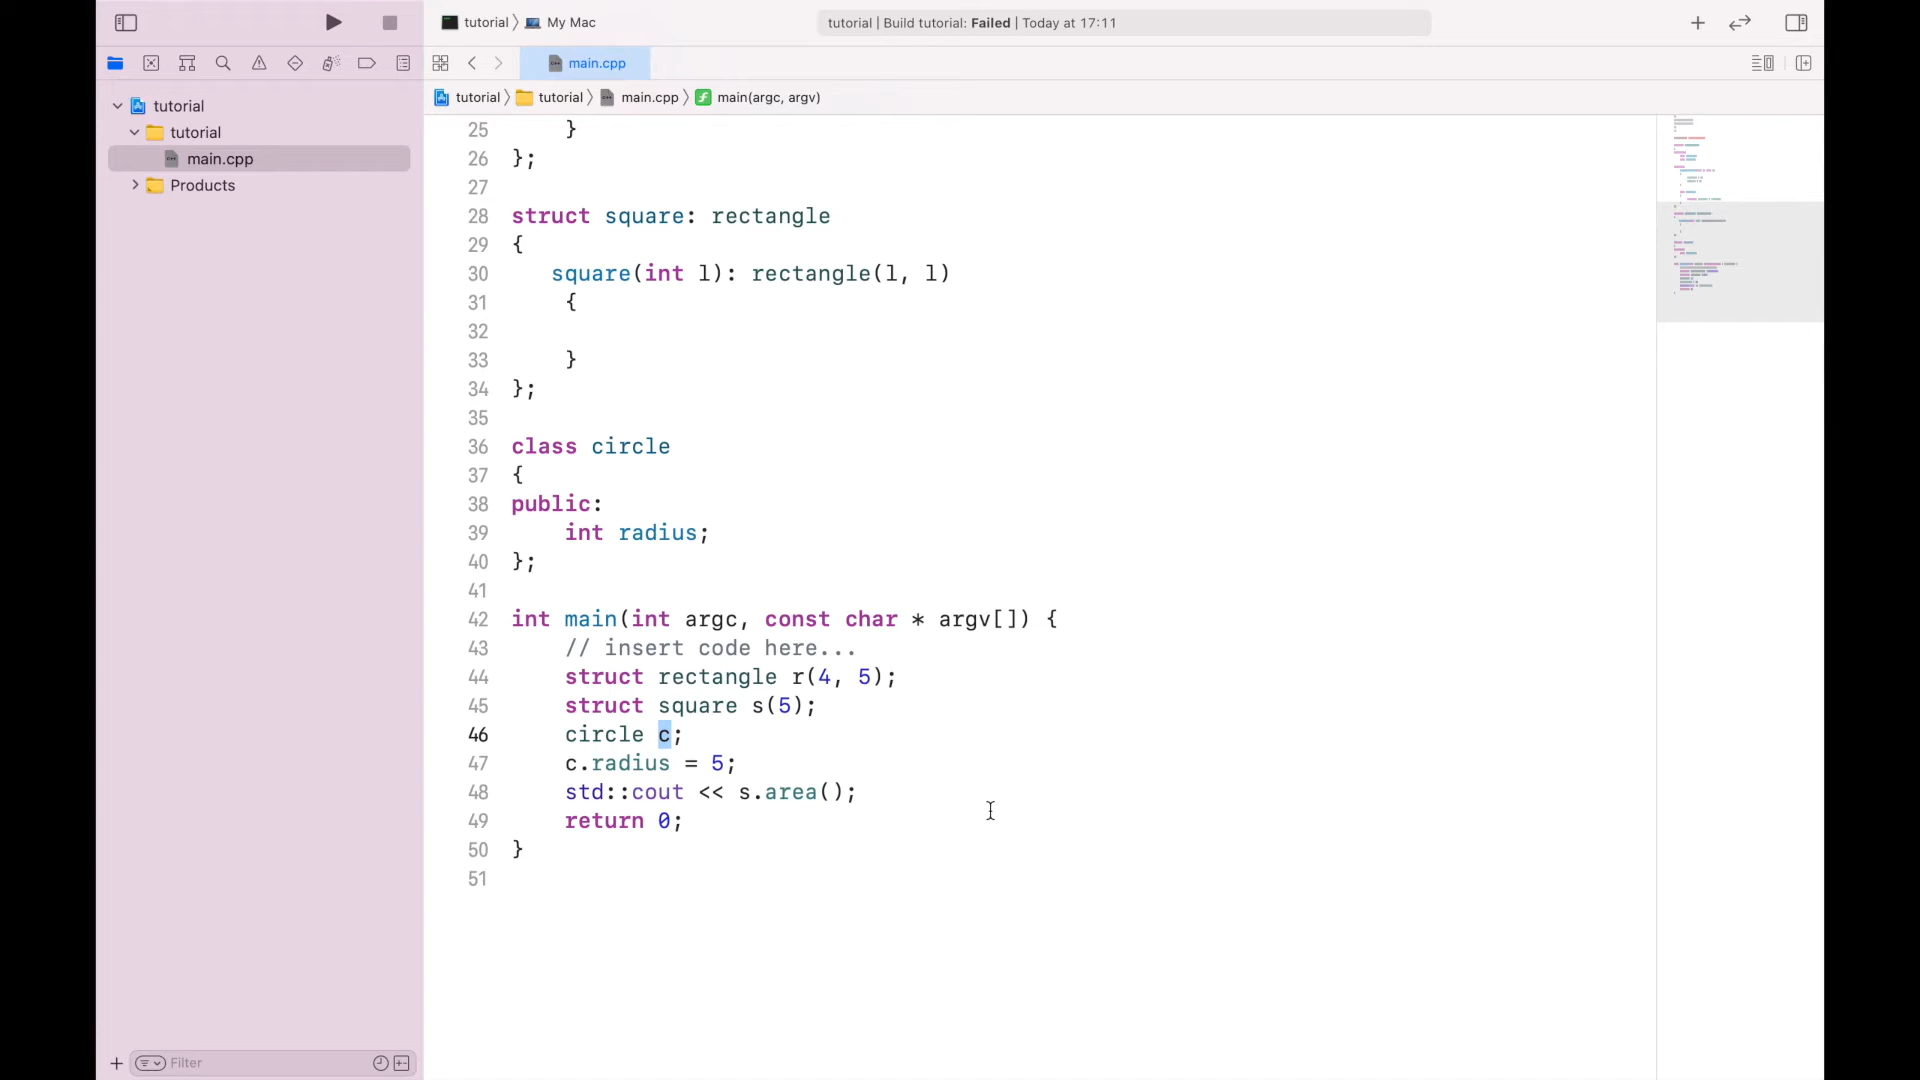 tutorial 〉 My Mac
tutorial | Build tutorial: Failed | Today at 17:11
main.cpp
tutorial 〉 tutorial 〉 main.cpp 〉 main(argc, argv)
tutorial
tutorial
main.cpp
Products
25     }
26 };
27
28 struct square: rectangle
29 {
30    square(int l): rectangle(l, l)
31     {
32
33     }
34 };
35
36 class circle
37 {
38 public:
39     int radius;
40 };
41
42 int main(int argc, const char * argv[]) {
43     // insert code here...
44     struct rectangle r(4, 5);
45     struct square s(5);
46     circle c;
47     c.radius = 5;
48     std::cout << s.area();
49     return 0;
50 }
51
Filter